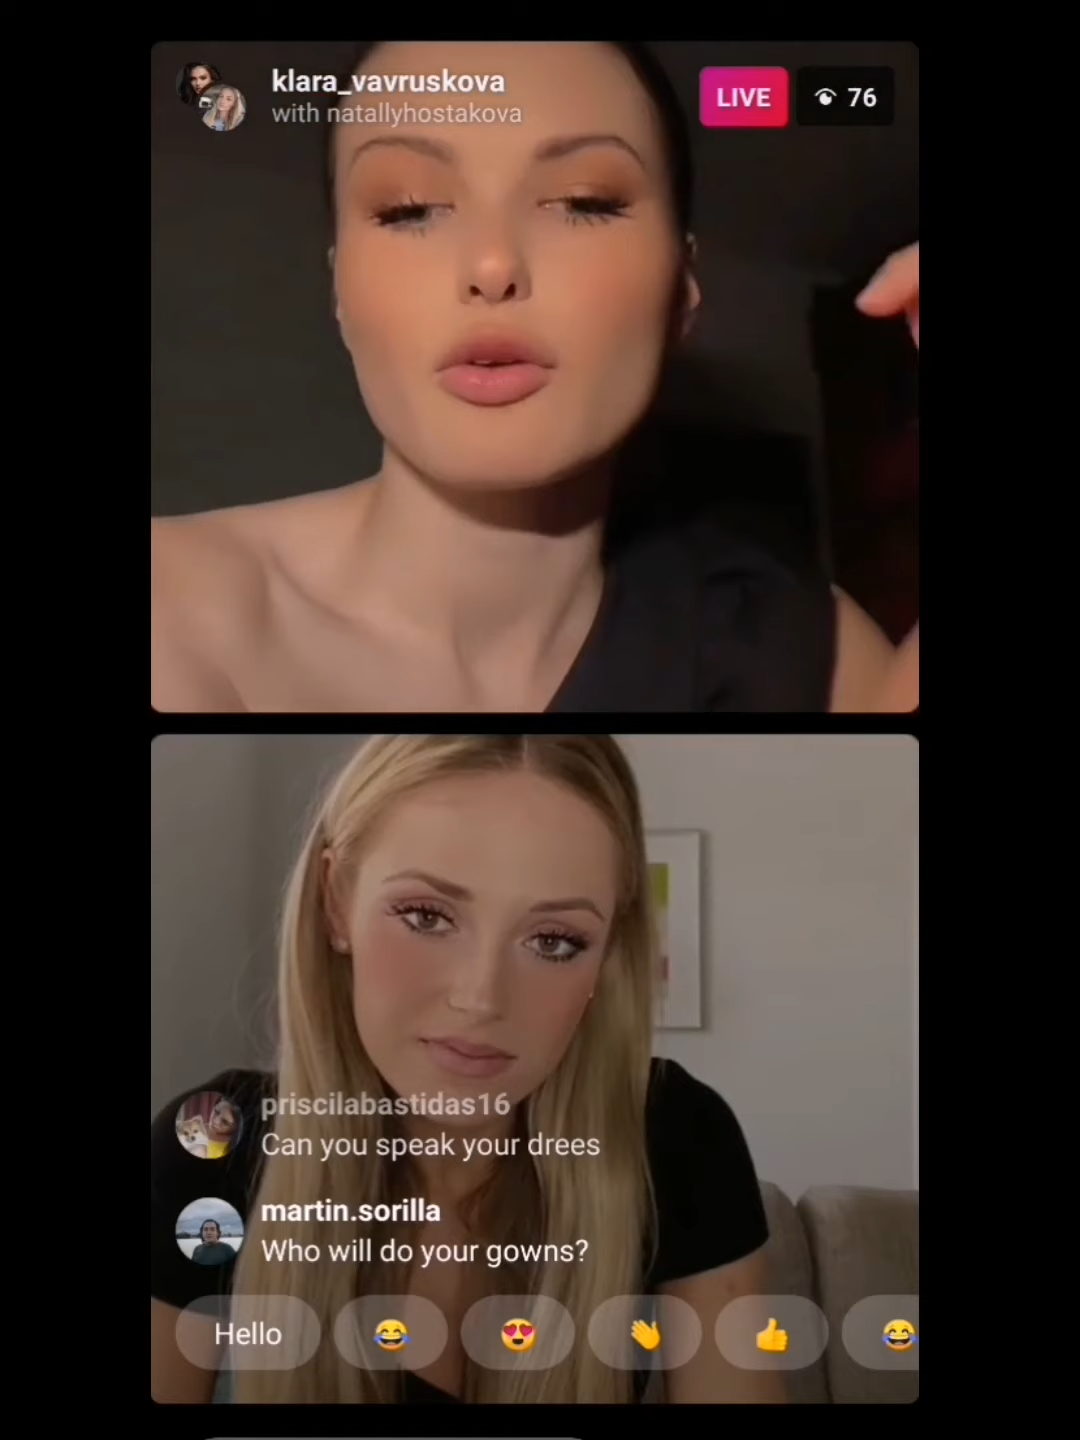 klara_vavruskova
with natallyhostakova
LIVE
76
priscilabastidas16
Can you speak your drees
martin.sorilla
Who will do your gowns?
Hello